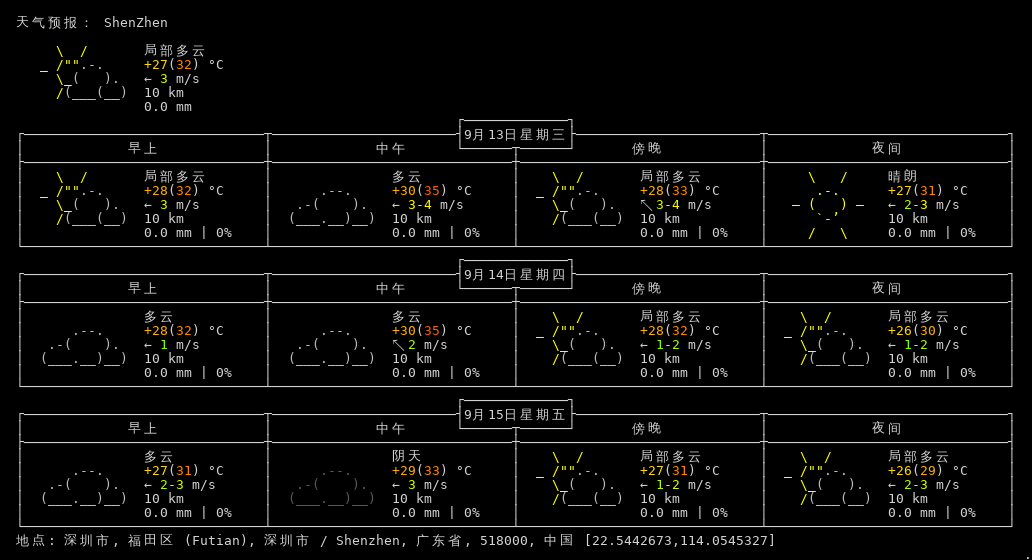 天气预报： ShenZhen
局部多云
+27(32) °C
← 3 m/s
10 km
0.0 mm
9月13日星期三
早上 中午 傍晚 夜间
局部多云 多云 局部多云 晴朗
+28(32) °C +30(35) °C +28(33) °C +27(31) °C
← 3 m/s ← 3-4 m/s ↖ 3-4 m/s ← 2-3 m/s
10 km 10 km 10 km 10 km
0.0 mm | 0% 0.0 mm | 0% 0.0 mm | 0% 0.0 mm | 0%
9月14日星期四
早上 中午 傍晚 夜间
多云 多云 局部多云 局部多云
+28(32) °C +30(35) °C +28(32) °C +26(30) °C
← 1 m/s ↖ 2 m/s ← 1-2 m/s ← 1-2 m/s
10 km 10 km 10 km 10 km
0.0 mm | 0% 0.0 mm | 0% 0.0 mm | 0% 0.0 mm | 0%
9月15日星期五
早上 中午 傍晚 夜间
多云 阴天 局部多云 局部多云
+27(31) °C +29(33) °C +27(31) °C +26(29) °C
← 2-3 m/s ← 3 m/s ← 1-2 m/s ← 2-3 m/s
10 km 10 km 10 km 10 km
0.0 mm | 0% 0.0 mm | 0% 0.0 mm | 0% 0.0 mm | 0%
地点: 深圳市, 福田区 (Futian), 深圳市 / Shenzhen, 广东省, 518000, 中国 [22.5442673,114.0545327]